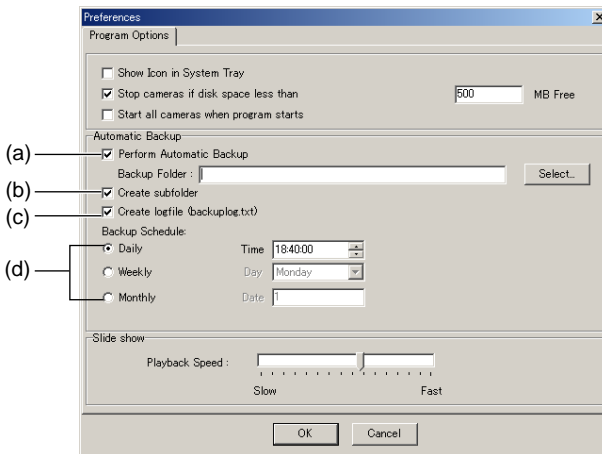 Preferences
Program Options
Show Icon in System Tray
Stop cameras if disk space less than 500 MB Free
Start all cameras when program starts
Automatic Backup
(a) Perform Automatic Backup
Backup Folder : Select...
(b) Create subfolder
(c) Create logfile (backuplog.txt)
Backup Schedule:
(d) Daily Time 18:40:00
Weekly Day Monday
Monthly Date 1
Slide show
Playback Speed :
Slow Fast
OK Cancel